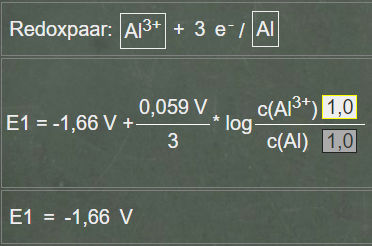 Redoxpaar: Al³⁺ + 3 e⁻ / Al
E1 = -1,66 V + 0,059 V / 3 * log c(Al³⁺) 1,0 / c(Al) 1,0
E1 = -1,66 V